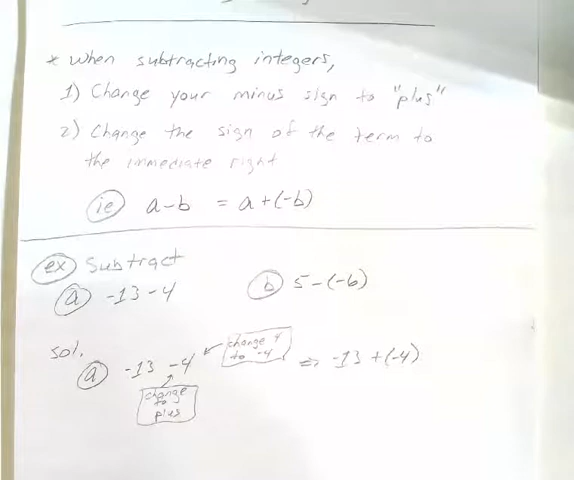 * When subtracting integers,
1) Change your minus sign to "plus"
2) Change the sign of the term to
the immediate right
ie a-b = a+(-b)
ex Subtract
a -13-4
b 5-(-6)
sol.
a -13 -4
change 4
to -4
⇒ -13 +(-4)
change
to
plus